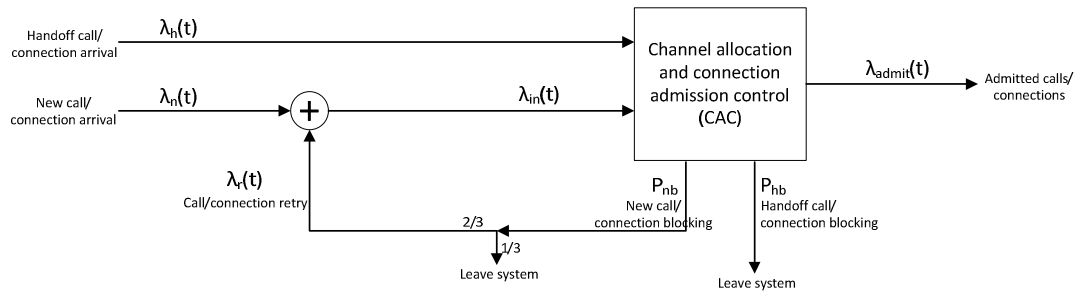 Handoff call/
connection arrival
λh(t)
New call/
connection arrival
λn(t)
+
λin(t)
Channel allocation
and connection
admission control
(CAC)
λadmit(t)
Admitted calls/
connections
λr(t)
Call/connection retry
Pnb
New call/
connection blocking
Phb
Handoff call/
connection blocking
2/3
1/3
Leave system
Leave system